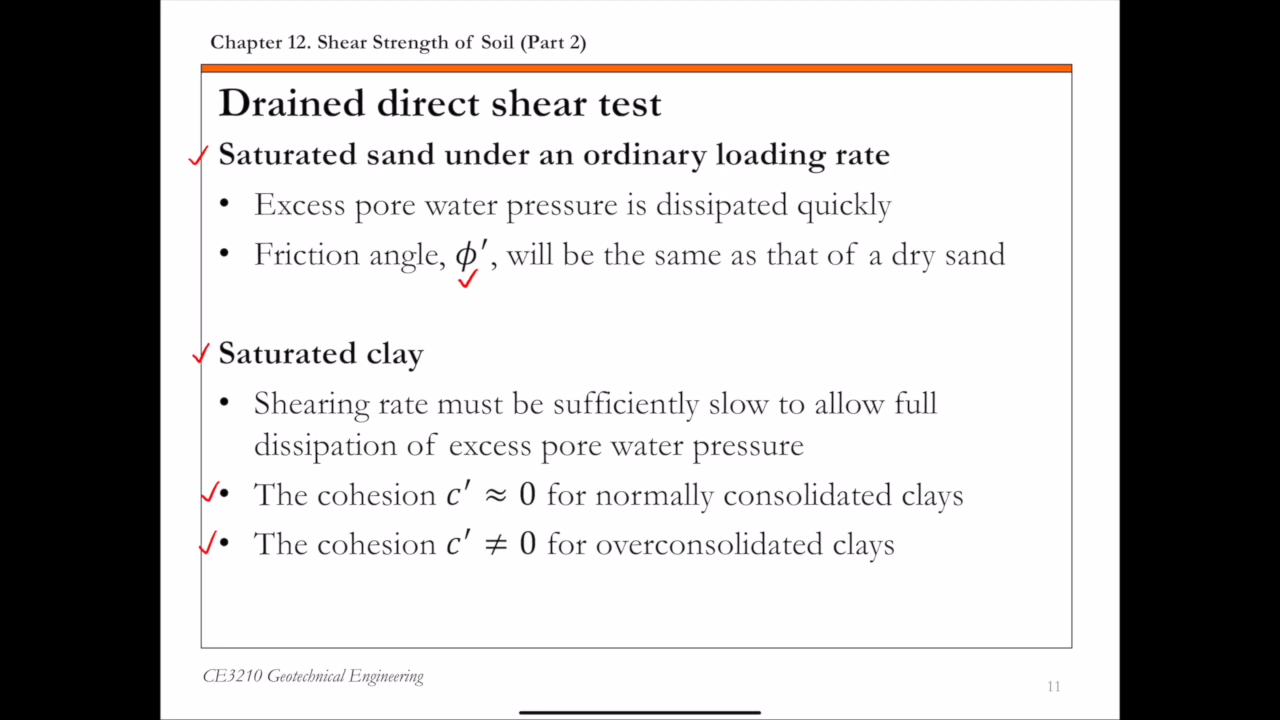 Chapter 12. Shear Strength of Soil (Part 2)
Drained direct shear test
Saturated sand under an ordinary loading rate
• Excess pore water pressure is dissipated quickly
• Friction angle, ϕ′, will be the same as that of a dry sand
Saturated clay
• Shearing rate must be sufficiently slow to allow full
dissipation of excess pore water pressure
• The cohesion c′ ≈ 0 for normally consolidated clays
• The cohesion c′ ≠ 0 for overconsolidated clays
CE3210 Geotechnical Engineering
11